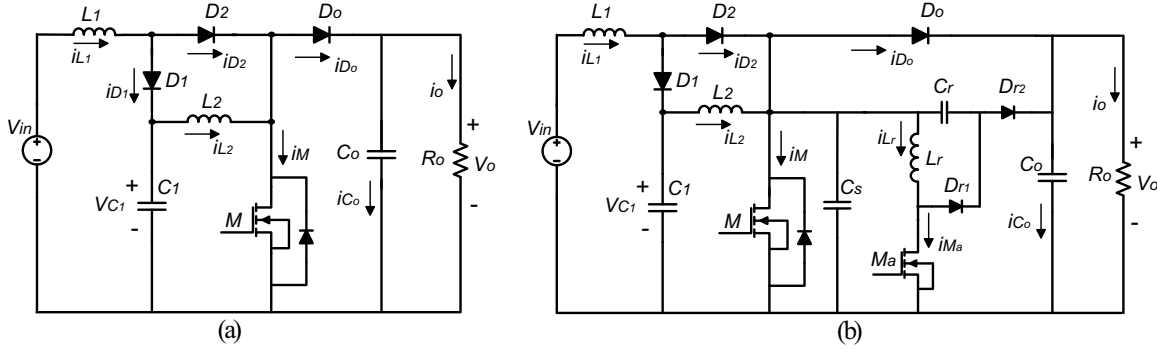 L1
D2
Do
iL1
iD2
iDo
iD1
D1
L2
iL2
io
Vin
+
-
iM
Co
+
Ro
Vo
-
+
VC1
-
C1
M
iCo
(a)
L1
D2
Do
iL1
iD2
iDo
D1
L2
iL2
Cr
Dr2
io
iLr
Lr
Vin
+
-
iM
Dr1
Co
+
Ro
Vo
-
+
VC1
-
C1
Cs
M
iMa
Ma
iCo
(b)